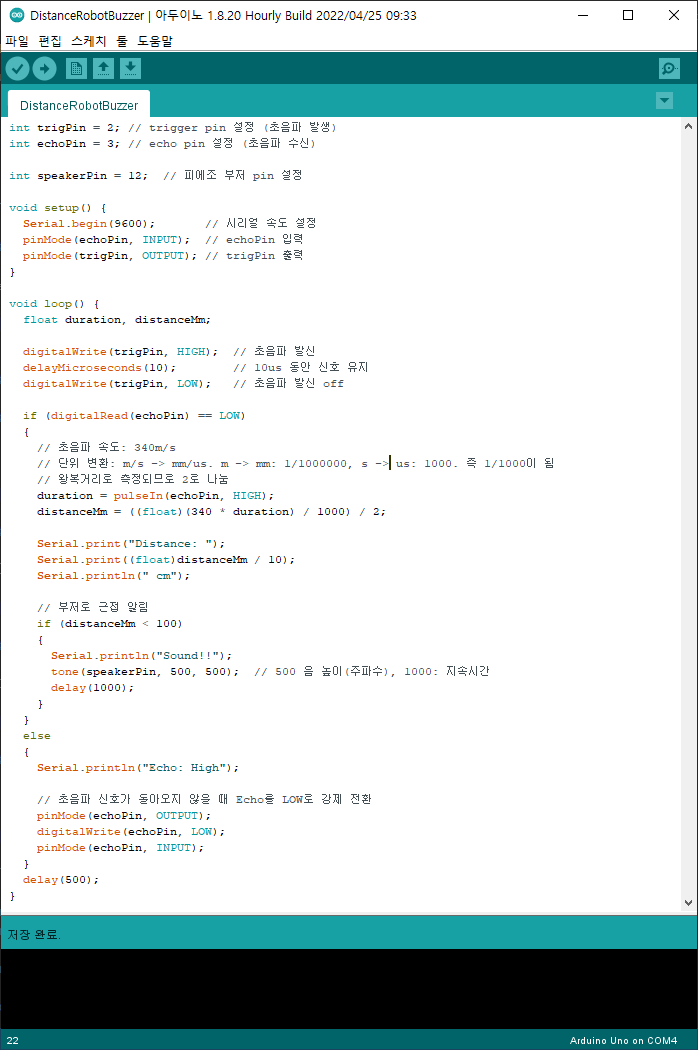 DistanceRobotBuzzer | 아두이노 1.8.20 Hourly Build 2022/04/25 09:33
파일 편집 스케치 툴 도움말
DistanceRobotBuzzer
int trigPin = 2; // trigger pin 설정 (초음파 발생)
int echoPin = 3; // echo pin 설정 (초음파 수신)
int speakerPin = 12;  // 피에조 부저 pin 설정
void setup() {
  Serial.begin(9600);       // 시리얼 속도 설정
  pinMode(echoPin, INPUT);  // echoPin 입력
  pinMode(trigPin, OUTPUT); // trigPin 출력
}
void loop() {
  float duration, distanceMm;
  digitalWrite(trigPin, HIGH);  // 초음파 발신
  delayMicroseconds(10);        // 10us 동안 신호 유지
  digitalWrite(trigPin, LOW);   // 초음파 발신 off
  if (digitalRead(echoPin) == LOW)
  {
    // 초음파 속도: 340m/s
    // 단위 변환: m/s -> mm/us. m -> mm: 1/1000000, s -> us: 1000. 즉 1/1000이 됨
    // 왕복거리로 측정되므로 2로 나눔
    duration = pulseIn(echoPin, HIGH);
    distanceMm = ((float)(340 * duration) / 1000) / 2;
    Serial.print("Distance: ");
    Serial.print((float)distanceMm / 10);
    Serial.println(" cm");
    // 부저로 근접 알림
    if (distanceMm < 100)
    {
      Serial.println("Sound!!");
      tone(speakerPin, 500, 500);  // 500 음 높이(주파수), 1000: 지속시간
      delay(1000);
    }
  }
  else
  {
    Serial.println("Echo: High");
    // 초음파 신호가 돌아오지 않을 때 Echo를 LOW로 강제 전환
    pinMode(echoPin, OUTPUT);
    digitalWrite(echoPin, LOW);
    pinMode(echoPin, INPUT);
  }
  delay(500);
}
저장 완료.
22 Arduino Uno on COM4